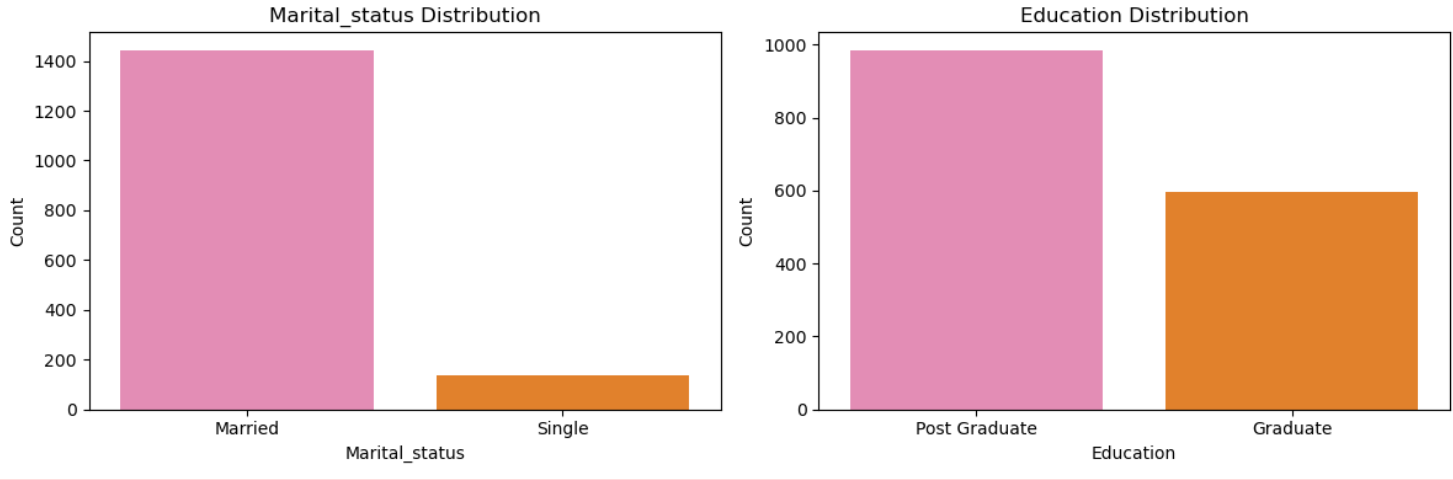 Marital_status Distribution
1400
1200
1000
800
600
400
200
0
Count
Married Single
Marital_status
Education Distribution
1000
800
600
400
200
0
Count
Post Graduate Graduate
Education